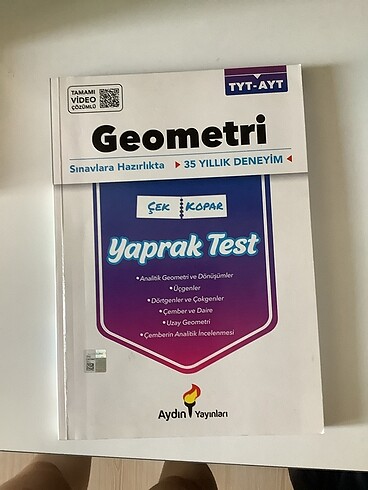 TYT-AYT
TAMAMI
VİDEO
ÇÖZÜMLÜ
Geometri
Sınavlara Hazırlıkta ▸ 35 YILLIK DENEYİM ◂
ÇEK KOPAR
Yaprak Test
• Analitik Geometri ve Dönüşümler
• Üçgenler
• Dörtgenler ve Çokgenler
• Çember ve Daire
• Uzay Geometri
• Çemberin Analitik İncelenmesi
Aydın Yayınları